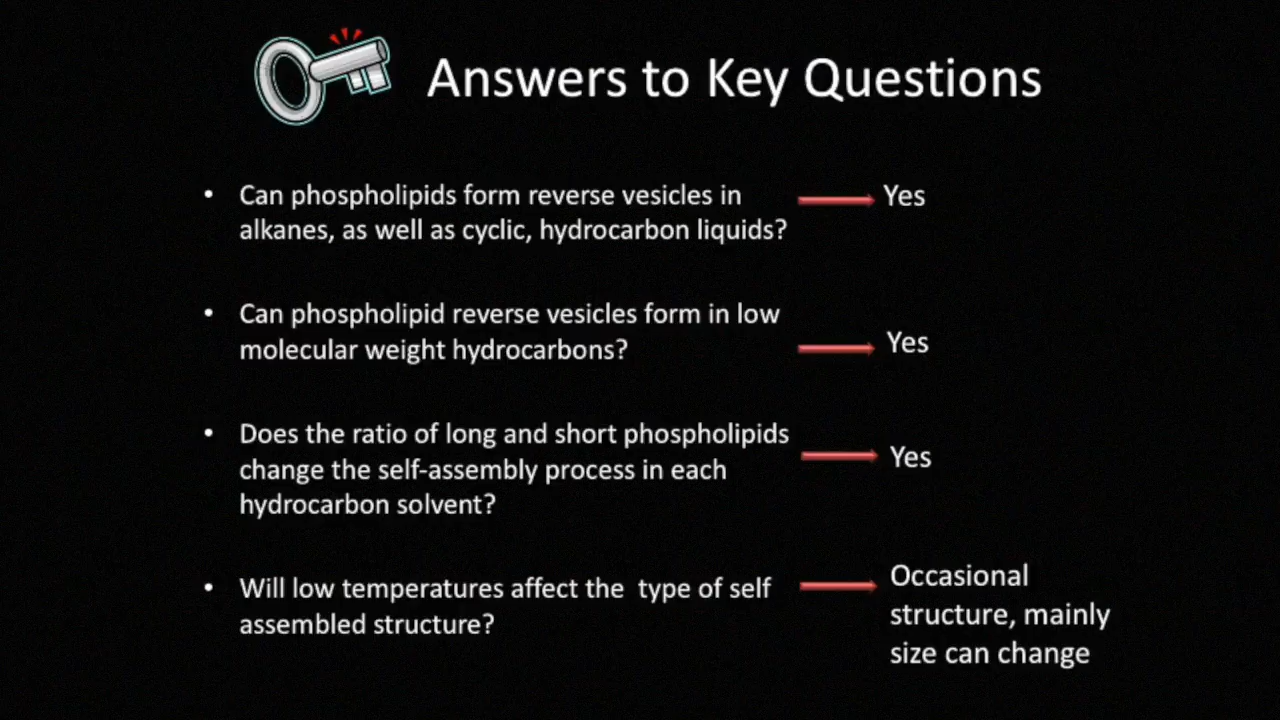 Answers to Key Questions
• Can phospholipids form reverse vesicles in
alkanes, as well as cyclic, hydrocarbon liquids?
Yes
• Can phospholipid reverse vesicles form in low
molecular weight hydrocarbons?
Yes
• Does the ratio of long and short phospholipids
change the self-assembly process in each
hydrocarbon solvent?
Yes
• Will low temperatures affect the  type of self
assembled structure?
Occasional
structure, mainly
size can change